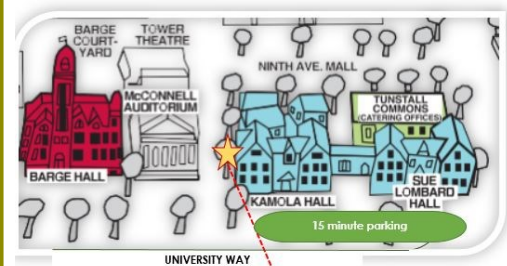 BARGE
COURT-
YARD
TOWER
THEATRE
McCONNELL
AUDITORIUM
NINTH AVE. MALL
TUNSTALL
COMMONS
(CATERING OFFICES)
BARGE HALL
KAMOLA HALL
SUE
LOMBARD
HALL
15 minute parking
UNIVERSITY WAY